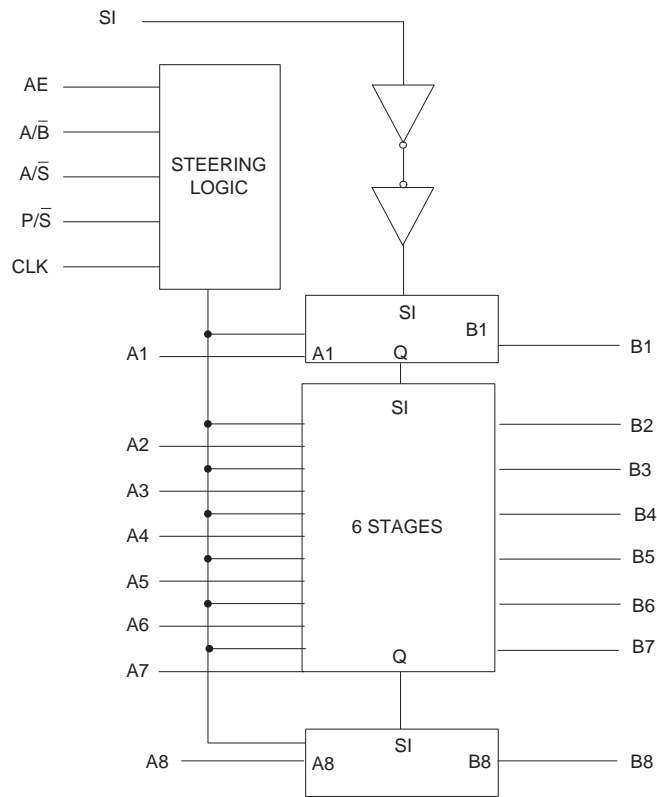 SI
AE
A/B̅
A/S̅
P/S̅
CLK
STEERING
LOGIC
SI
B1
A1
A1
Q
B1
SI
A2
B2
A3
B3
A4
6 STAGES
B4
A5
B5
A6
B6
A7
Q
B7
SI
A8
A8
B8
B8